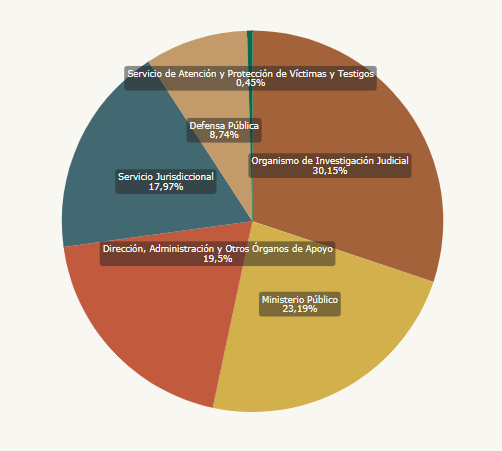 Servicio de Atención y Protección de Víctimas y Testigos
0,45%
Defensa Pública
8,74%
Organismo de Investigación Judicial
30,15%
Servicio Jurisdiccional
17,97%
Dirección, Administración y Otros Órganos de Apoyo
19,5%
Ministerio Público
23,19%